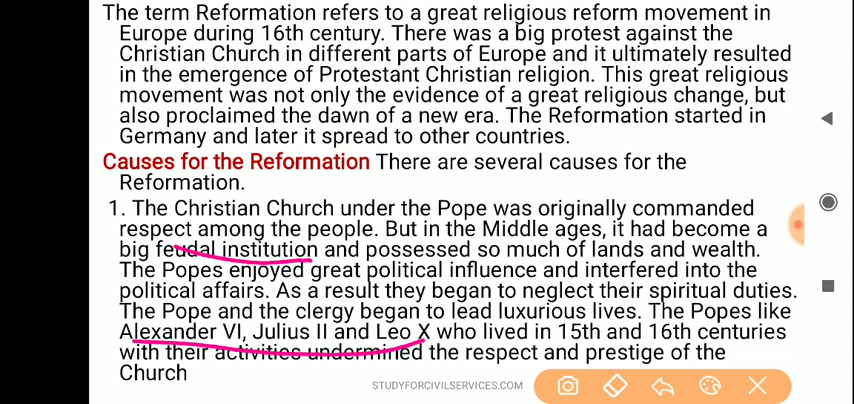 The term Reformation refers to a great religious reform movement in
Europe during 16th century. There was a big protest against the
Christian Church in different parts of Europe and it ultimately resulted
in the emergence of Protestant Christian religion. This great religious
movement was not only the evidence of a great religious change, but
also proclaimed the dawn of a new era. The Reformation started in
Germany and later it spread to other countries.
Causes for the Reformation There are several causes for the
Reformation.
1. The Christian Church under the Pope was originally commanded
respect among the people. But in the Middle ages, it had become a
big feudal institution and possessed so much of lands and wealth.
The Popes enjoyed great political influence and interfered into the
political affairs. As a result they began to neglect their spiritual duties.
The Pope and the clergy began to lead luxurious lives. The Popes like
Alexander VI, Julius II and Leo X who lived in 15th and 16th centuries
with their activities undermined the respect and prestige of the
Church
STUDYFORCIVILSERVICES.COM